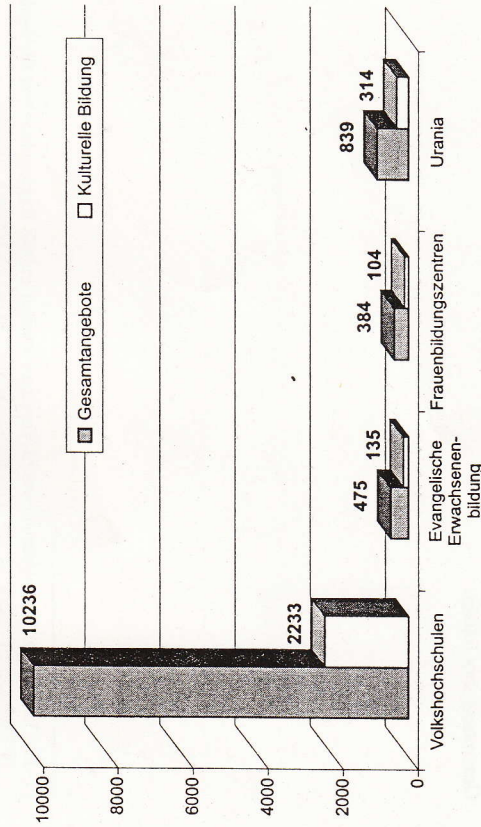 Gesamtangebote
Kulturelle Bildung
10000
8000
6000
4000
2000
0
10236
2233
475
135
384
104
839
314
Volkshochschulen
Evangelische
Erwachsenen-
bildung
Frauenbildungszentren
Urania